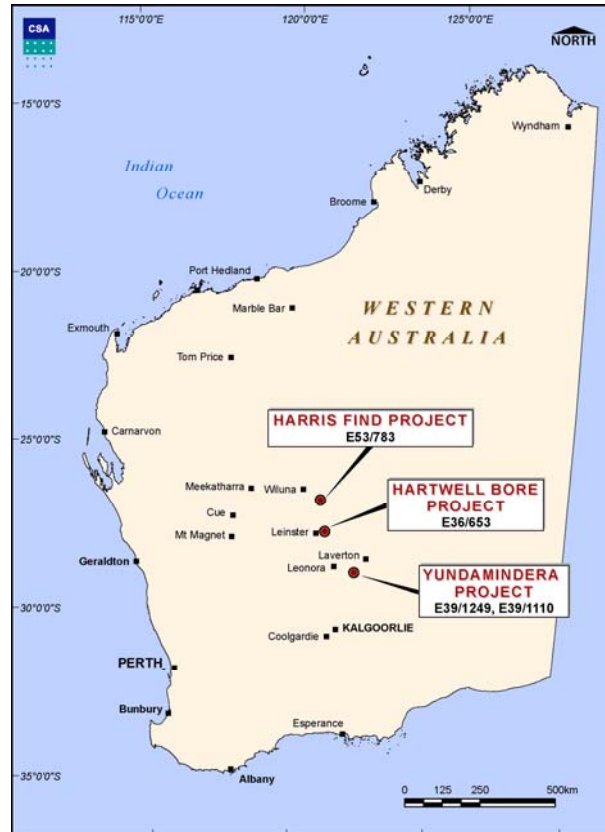 CSA
115°0'0"E
120°0'0"E
125°0'0"E
NORTH
15°0'0"S
Wyndham
Indian
Ocean
Derby
Broome
20°0'0"S
Port Hedland
Marble Bar
WESTERN
AUSTRALIA
Exmouth
Tom Price
HARRIS FIND PROJECT
E53/783
25°0'0"S
Carnarvon
Meekatharra
Wiluna
HARTWELL BORE
PROJECT
E36/653
Cue
Mt Magnet
Leinster
Laverton
Geraldton
Leonora
YUNDAMINDERA
PROJECT
E39/1249, E39/1110
30°0'0"S
KALGOORLIE
Coolgardie
PERTH
Bunbury
Esperance
35°0'0"S
Albany
0 125 250 500km